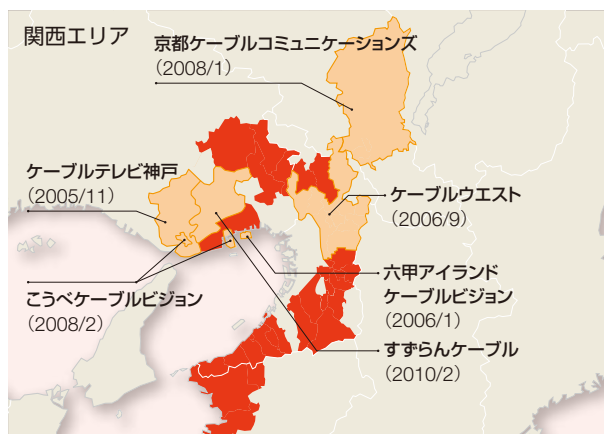 関西エリア
京都ケーブルコミュニケーションズ
(2008/1)
ケーブルテレビ神戸
(2005/11)
ケーブルウエスト
(2006/9)
こうべケーブルビジョン
(2008/2)
六甲アイランド
ケーブルビジョン
(2006/1)
すずらんケーブル
(2010/2)